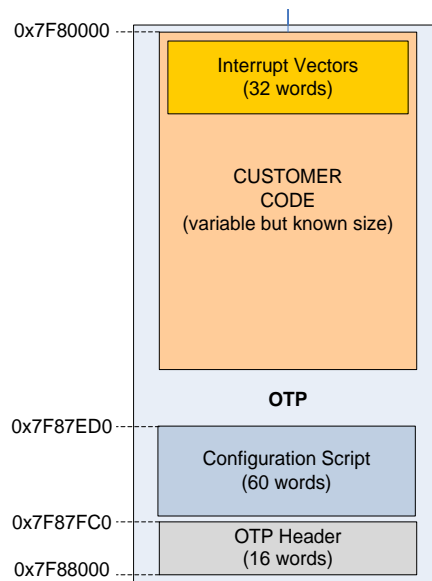 0x7F80000
Interrupt Vectors
(32 words)
CUSTOMER
CODE
(variable but known size)
OTP
0x7F87ED0
Configuration Script
(60 words)
0x7F87FC0
OTP Header
(16 words)
0x7F88000